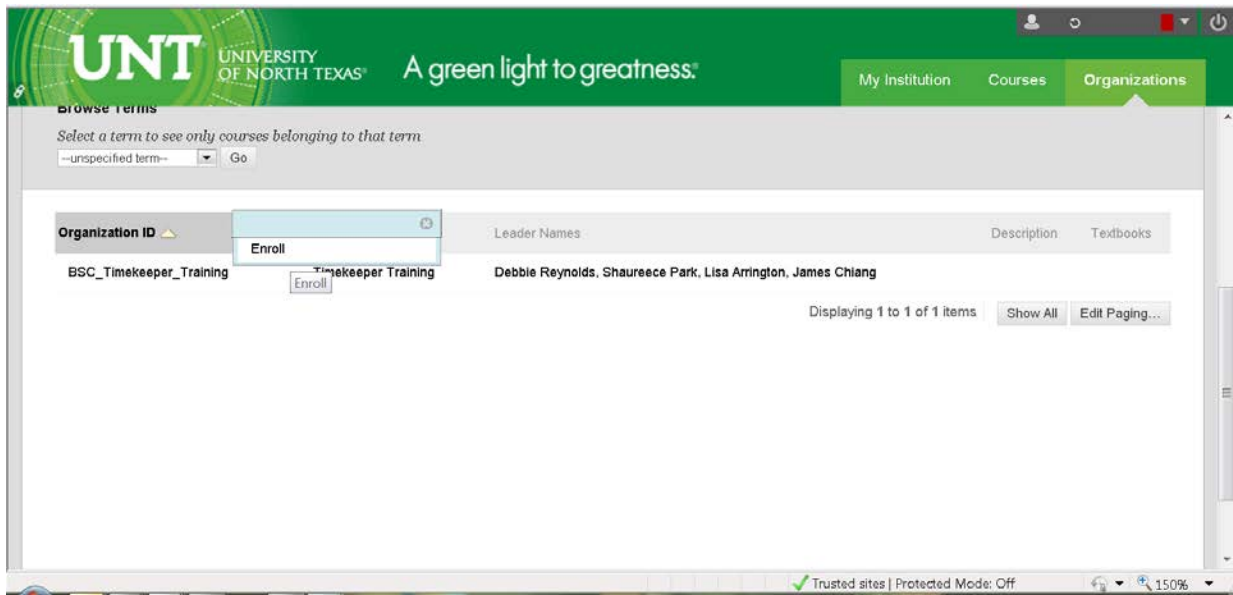 UNT UNIVERSITY OF NORTH TEXAS® A green light to greatness.®
My Institution Courses Organizations
Browse Terms
Select a term to see only courses belonging to that term
--unspecified term-- Go
Organization ID Leader Names Description Textbooks
Enroll
BSC_Timekeeper_Training Timekeeper Training Debbie Reynolds, Shaureece Park, Lisa Arrington, James Chiang
Enroll
Displaying 1 to 1 of 1 items Show All Edit Paging...
Trusted sites | Protected Mode: Off 150%